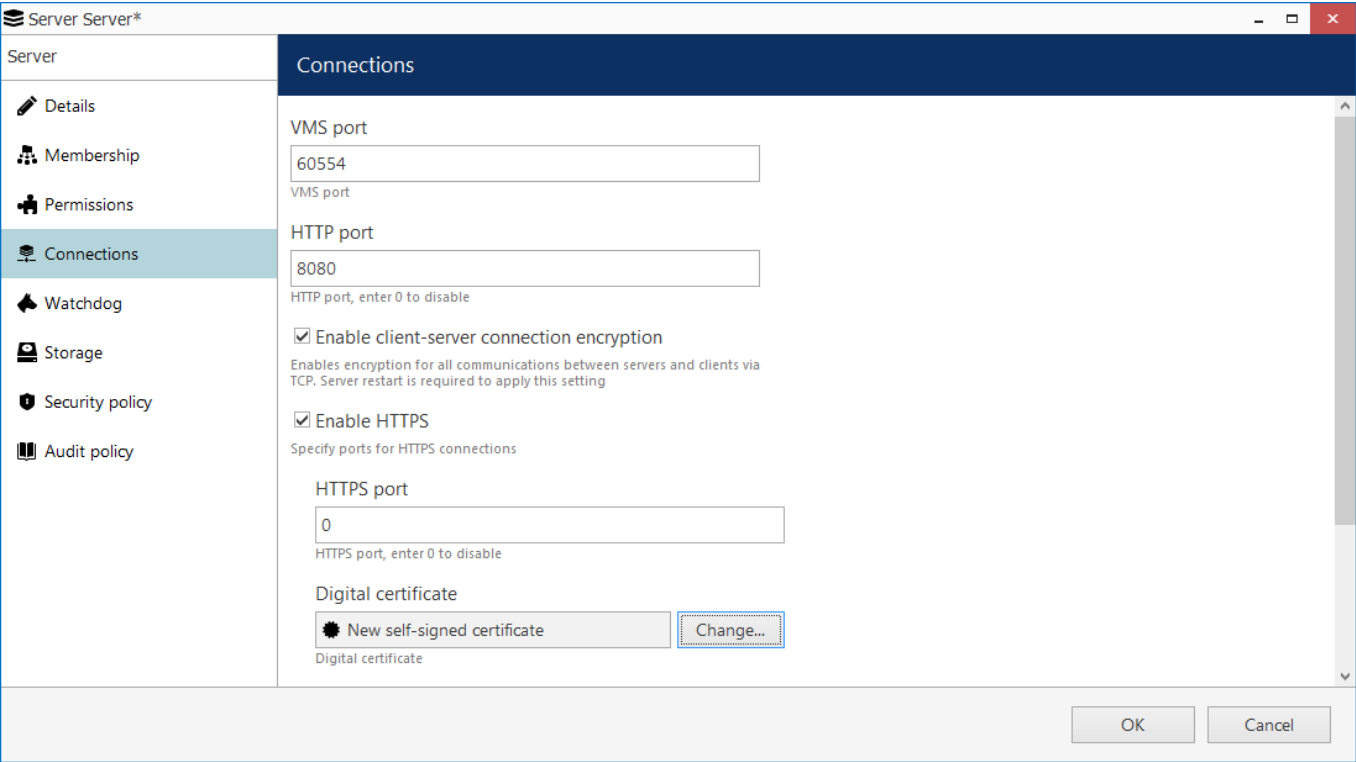 Server Server*
Server
Details
Membership
Permissions
Connections
Watchdog
Storage
Security policy
Audit policy
Connections
VMS port
60554
VMS port
HTTP port
8080
HTTP port, enter 0 to disable
Enable client-server connection encryption
Enables encryption for all communications between servers and clients via
TCP. Server restart is required to apply this setting
Enable HTTPS
Specify ports for HTTPS connections
HTTPS port
0
HTTPS port, enter 0 to disable
Digital certificate
New self-signed certificate
Change...
Digital certificate
OK
Cancel